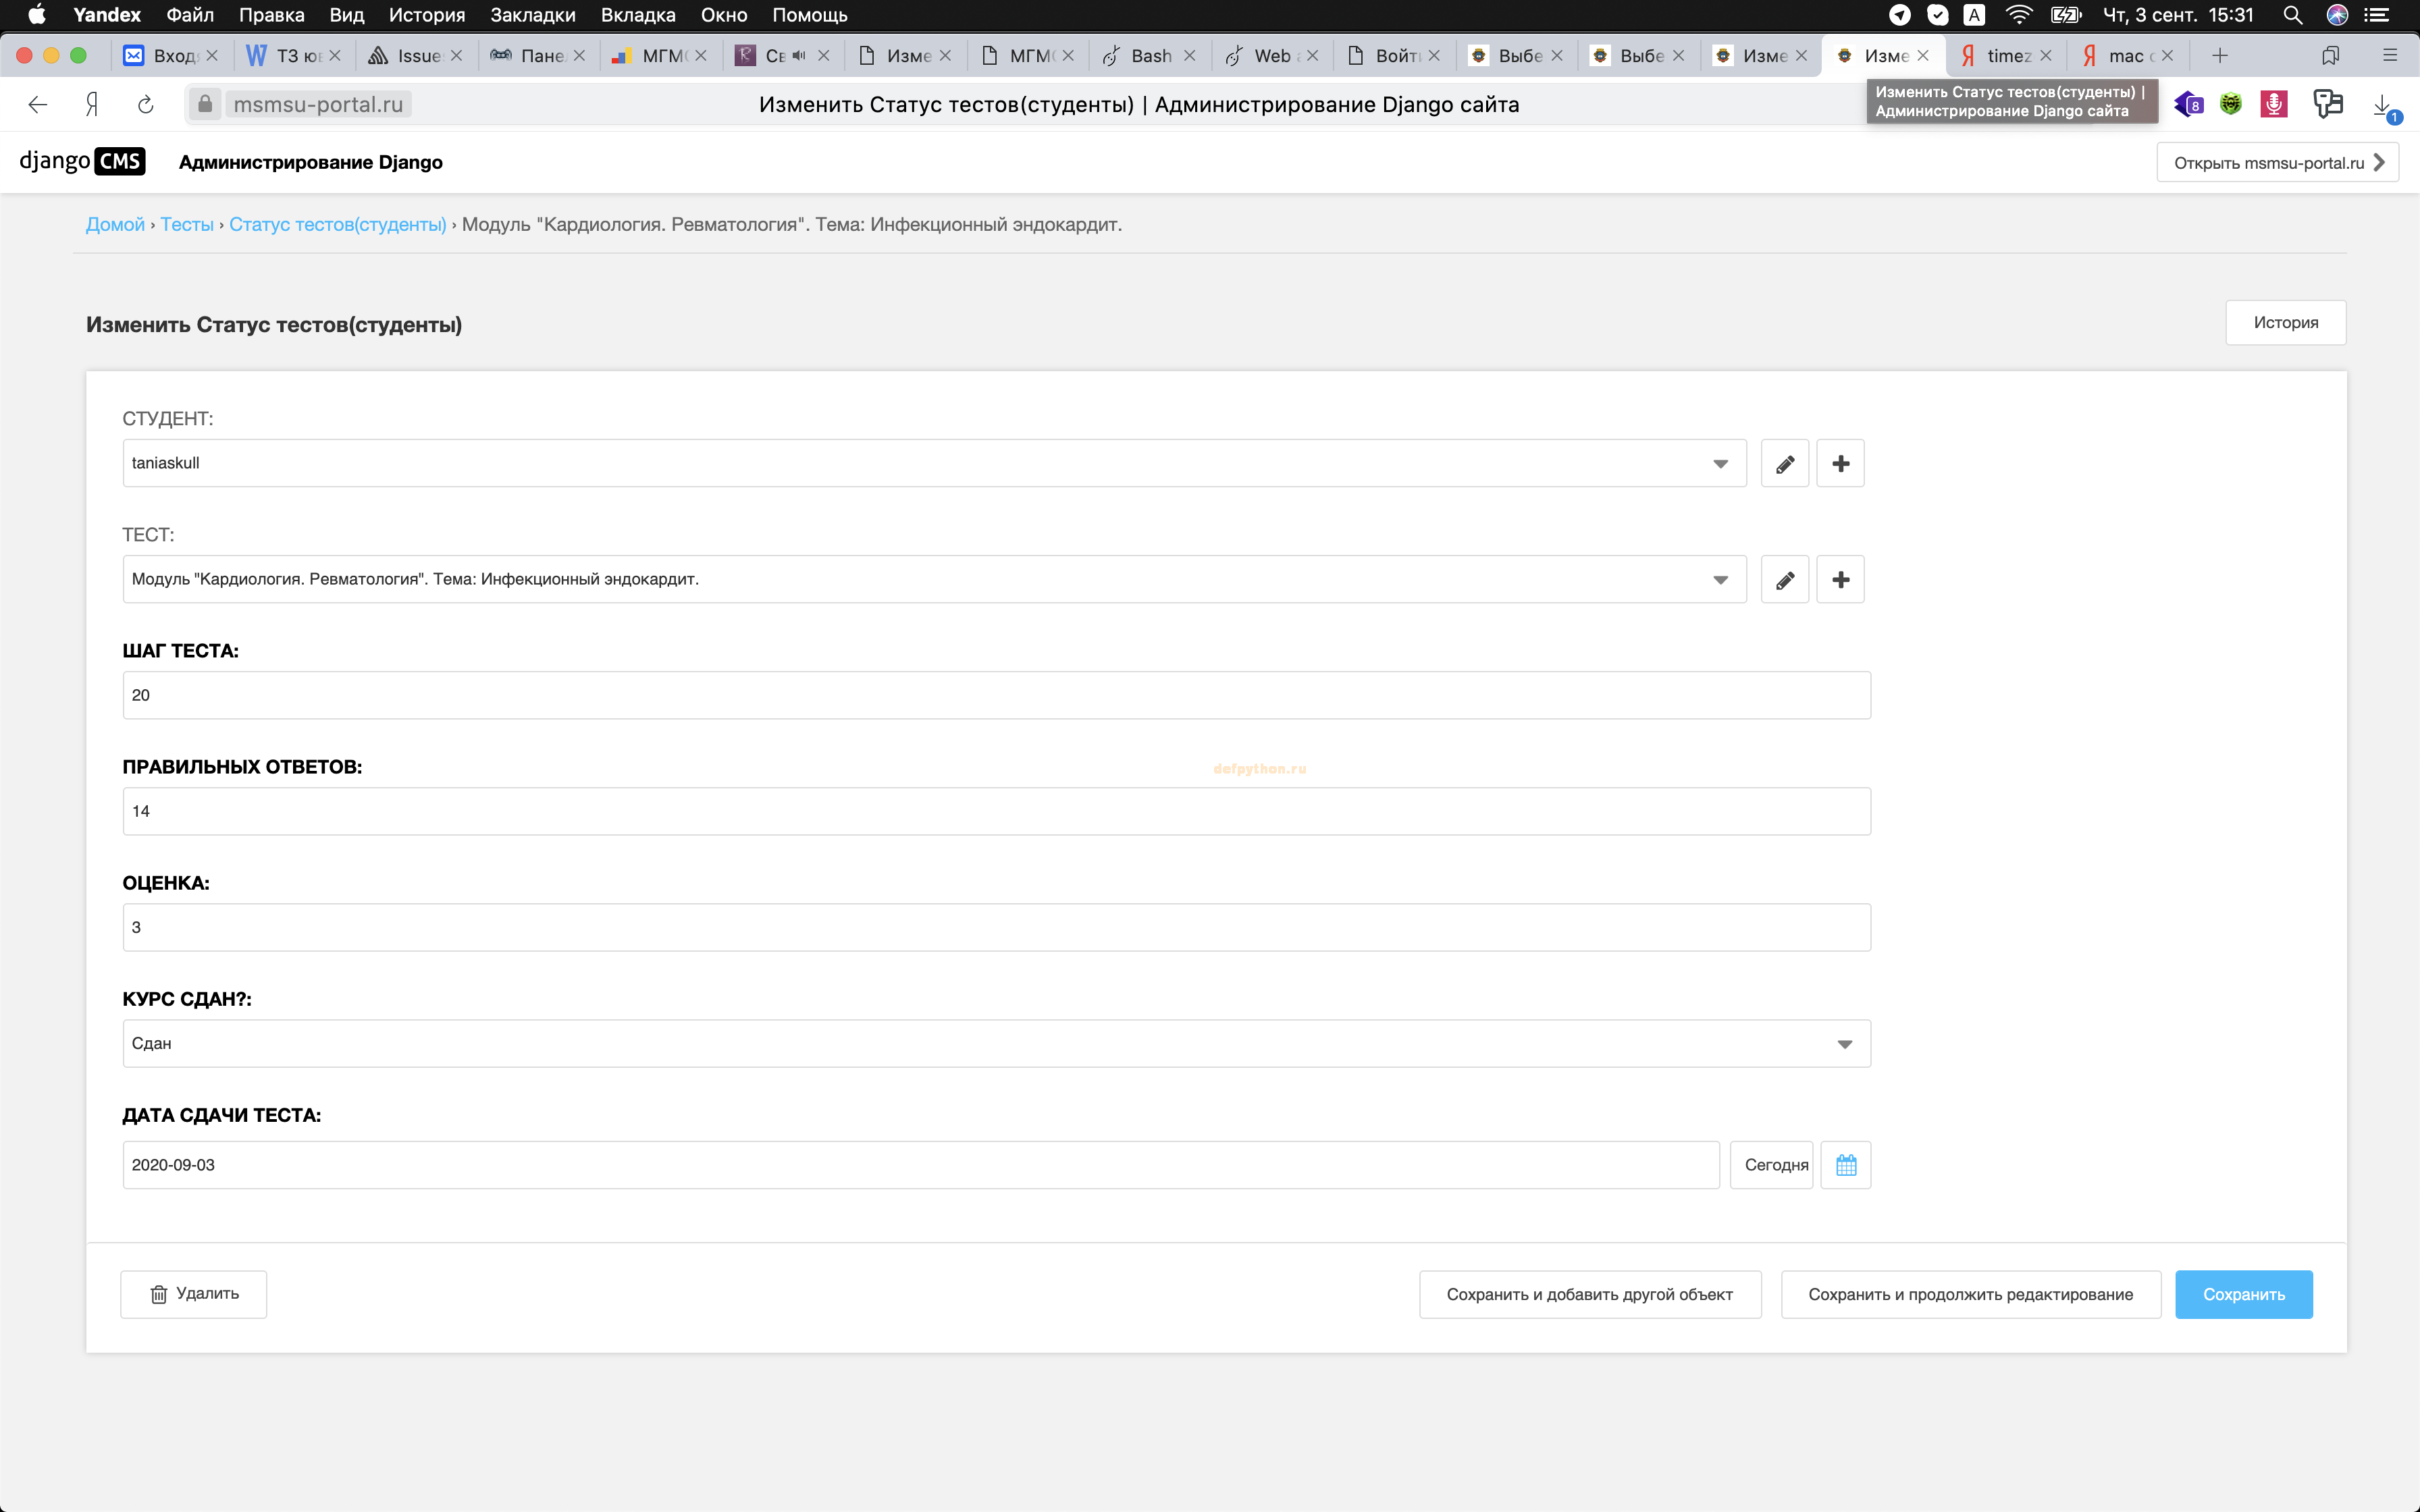 Yandex Файл Правка Вид История Закладки Вкладка Окно Помощь A Чт, 3 сент. 15:31
Входя W ТЗ юв Issue Пане МГМ Св Изме МГМ Bash Web Войт Выбе Выбе Изме Изме Я timez Я mac
Я msmsu-portal.ru Изменить Статус тестов(студенты) | Администрирование Django сайта 8 1
Изменить Статус тестов(студенты) |
Администрирование Django сайта
django CMS Администрирование Django Открыть msmsu-portal.ru
Домой › Тесты › Статус тестов(студенты) › Модуль "Кардиология. Ревматология". Тема: Инфекционный эндокардит.
Изменить Статус тестов(студенты) История
СТУДЕНТ:
taniaskull
ТЕСТ:
Модуль "Кардиология. Ревматология". Тема: Инфекционный эндокардит.
ШАГ ТЕСТА:
20
ПРАВИЛЬНЫХ ОТВЕТОВ:
defpython.ru
14
ОЦЕНКА:
3
КУРС СДАН?:
Сдан
ДАТА СДАЧИ ТЕСТА:
2020-09-03 Сегодня
Удалить Сохранить и добавить другой объект Сохранить и продолжить редактирование Сохранить